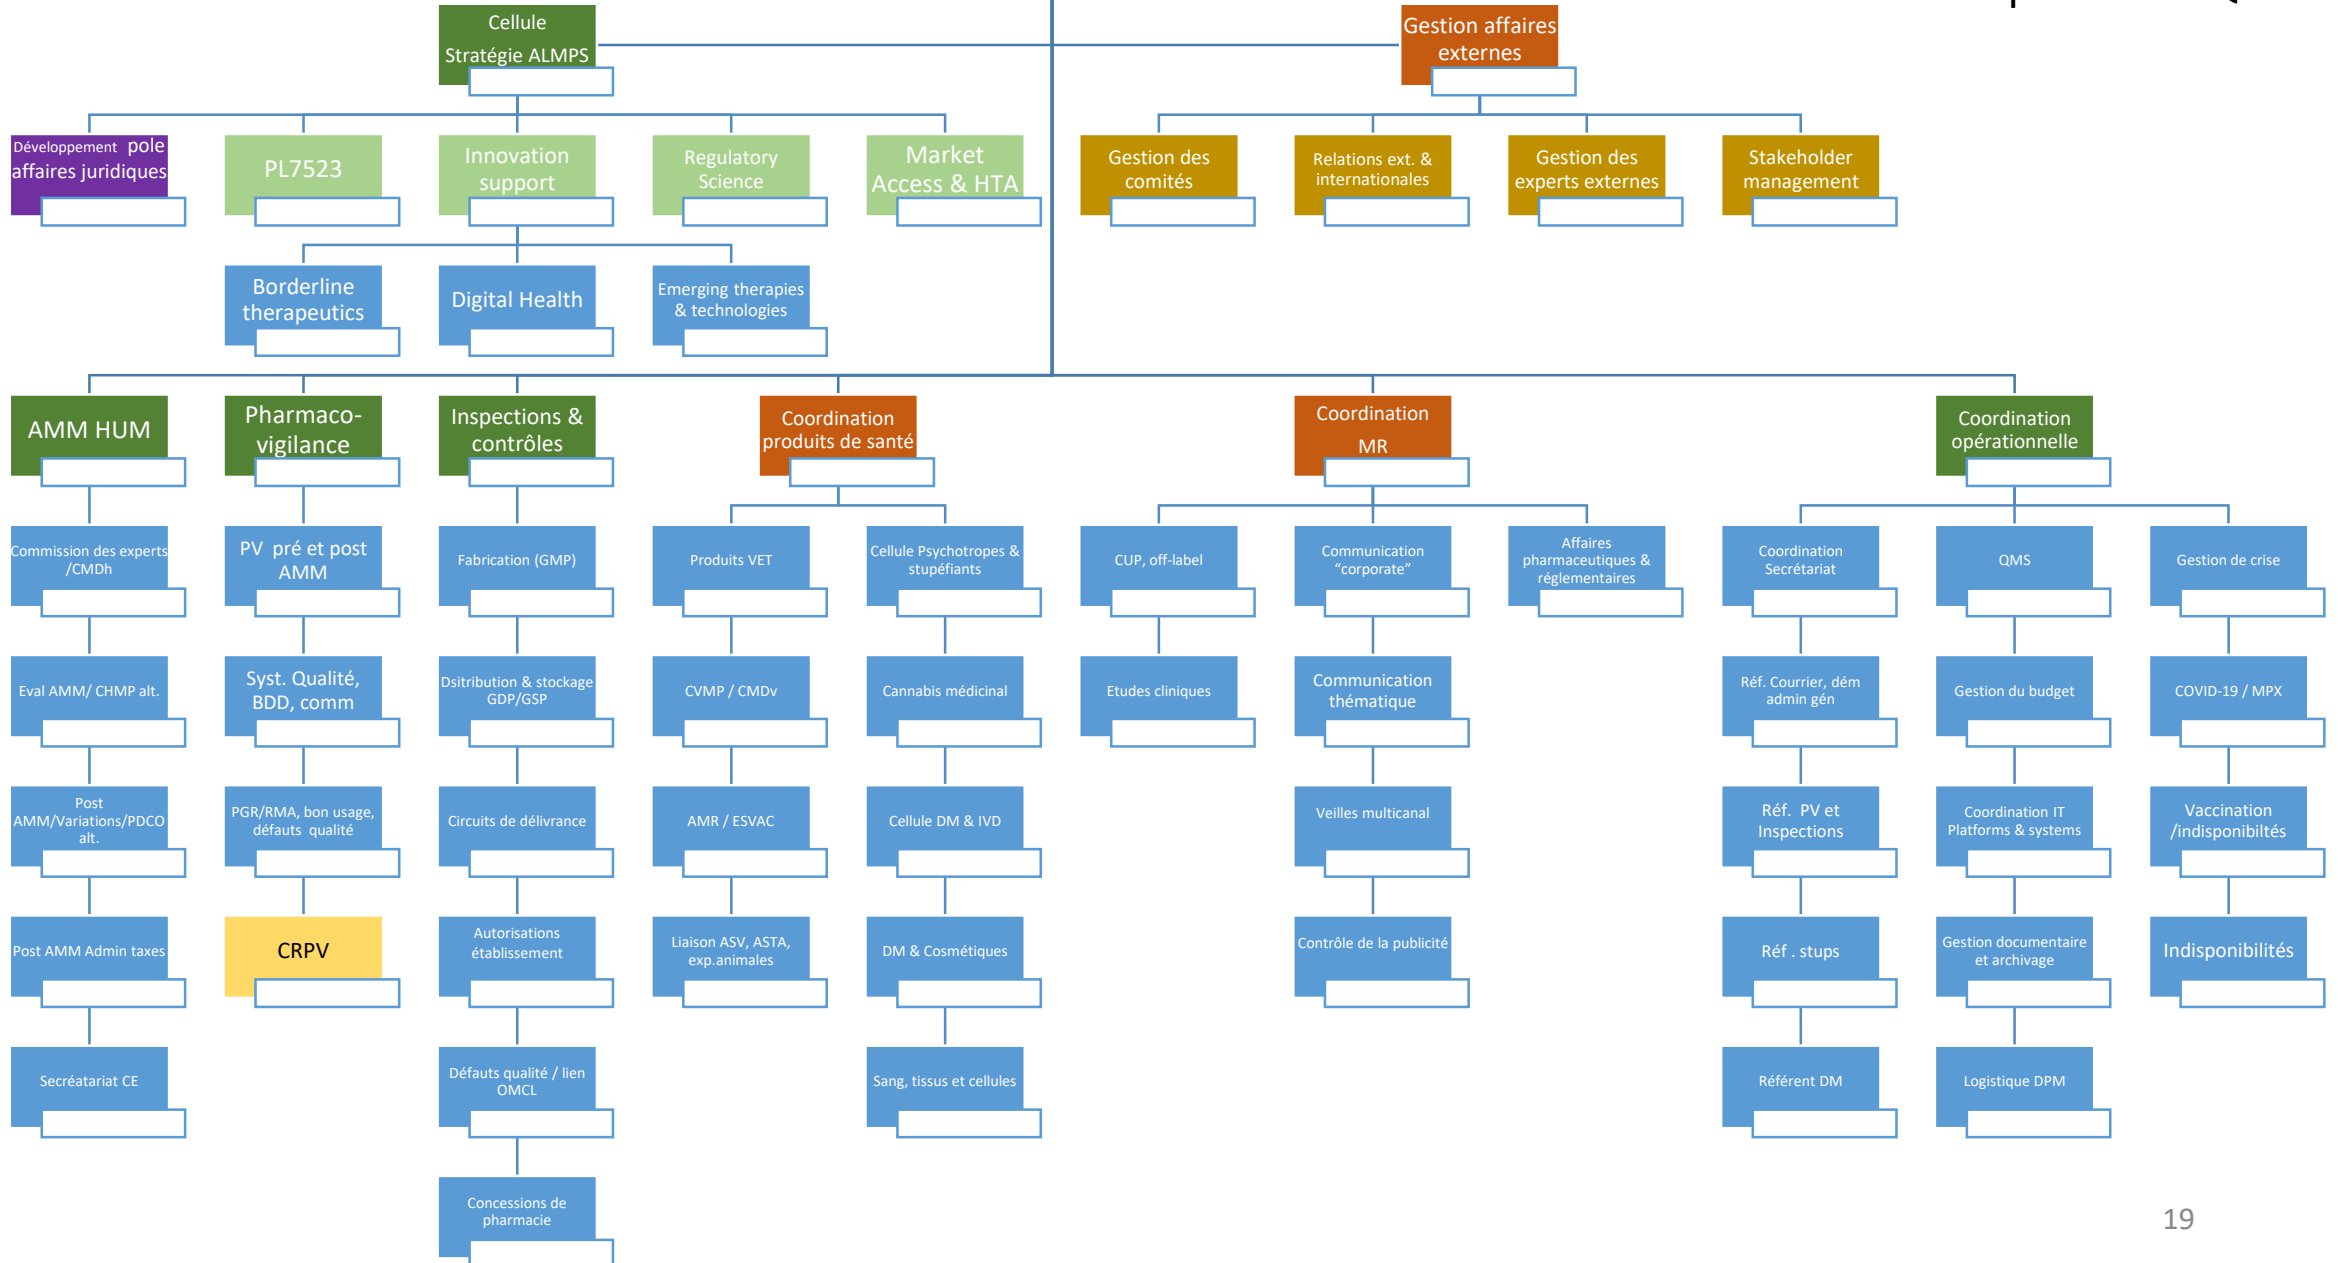 Cellule
Stratégie ALMPS
Gestion affaires
externes
Développement pole
affaires juridiques
PL7523
Innovation
support
Regulatory
Science
Market
Access & HTA
Gestion des
comités
Relations ext. &
internationales
Gestion des
experts externes
Stakeholder
management
Borderline
therapeutics
Digital Health
Emerging therapies
& technologies
AMM HUM
Pharmaco-
vigilance
Inspections &
contrôles
Coordination
produits de santé
Coordination
MR
Coordination
opérationnelle
Commission des experts
/CMDh
PV pré et post
AMM
Fabrication (GMP)
Produits VET
Cellule Psychotropes &
stupéfiants
CUP, off-label
Communication
“corporate”
Affaires
pharmaceutiques &
réglementaires
Coordination
Secrétariat
QMS
Gestion de crise
Eval AMM/ CHMP alt.
Syst. Qualité,
BDD, comm
Dsitribution & stockage
GDP/GSP
CVMP / CMDv
Cannabis médicinal
Etudes cliniques
Communication
thématique
Réf. Courrier, dém
admin gén
Gestion du budget
COVID-19 / MPX
Post
AMM/Variations/PDCO
alt.
PGR/RMA, bon usage,
défauts qualité
Circuits de délivrance
AMR / ESVAC
Cellule DM & IVD
Veilles multicanal
Réf. PV et
Inspections
Coordination IT
Platforms & systems
Vaccination
/indisponibiltés
Post AMM Admin taxes
CRPV
Autorisations
établissement
Liaison ASV, ASTA,
exp.animales
DM & Cosmétiques
Contrôle de la publicité
Réf . stups
Gestion documentaire
et archivage
Indisponibilités
Secréatariat CE
Défauts qualité / lien
OMCL
Sang, tissus et cellules
Référent DM
Logistique DPM
Concessions de
pharmacie
19